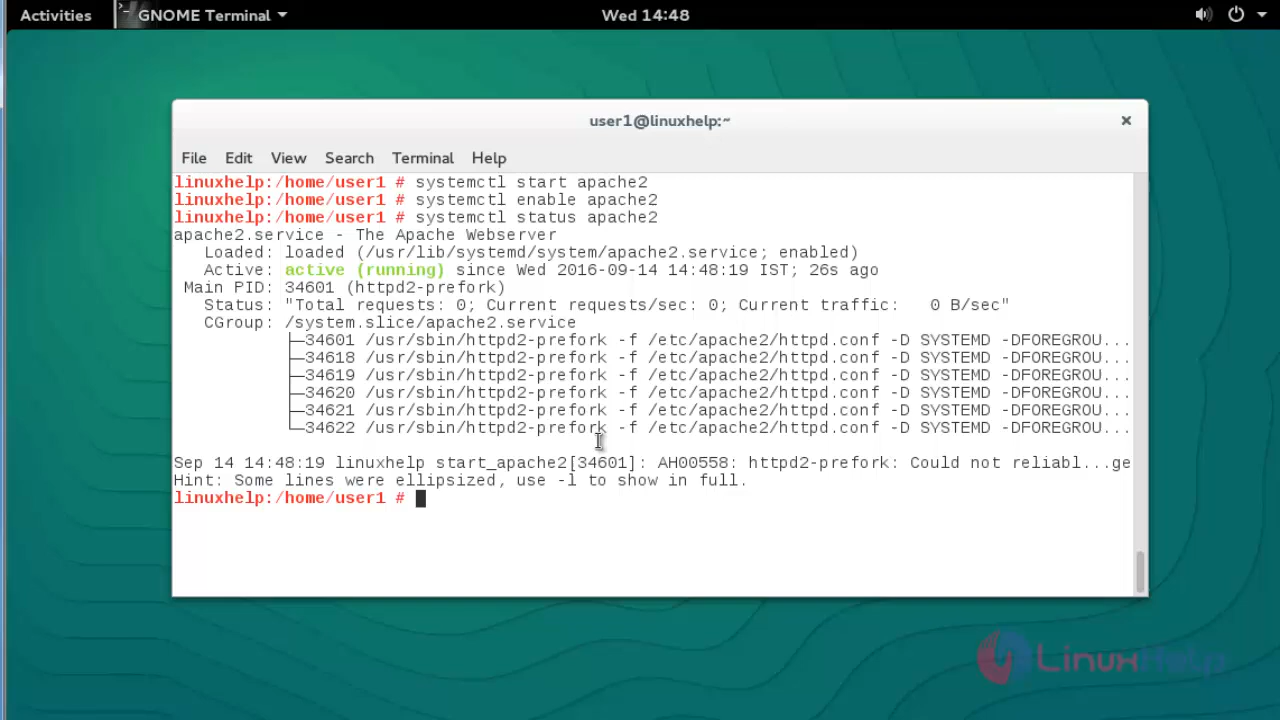 Activities GNOME Terminal Wed 14:48
user1@linuxhelp:~
File Edit View Search Terminal Help
linuxhelp:/home/user1 # systemctl start apache2
linuxhelp:/home/user1 # systemctl enable apache2
linuxhelp:/home/user1 # systemctl status apache2
apache2.service - The Apache Webserver
   Loaded: loaded (/usr/lib/systemd/system/apache2.service; enabled)
   Active: active (running) since Wed 2016-09-14 14:48:19 IST; 26s ago
 Main PID: 34601 (httpd2-prefork)
   Status: "Total requests: 0; Current requests/sec: 0; Current traffic:   0 B/sec"
   CGroup: /system.slice/apache2.service
           ├─34601 /usr/sbin/httpd2-prefork -f /etc/apache2/httpd.conf -D SYSTEMD -DFOREGROU...
           ├─34618 /usr/sbin/httpd2-prefork -f /etc/apache2/httpd.conf -D SYSTEMD -DFOREGROU...
           ├─34619 /usr/sbin/httpd2-prefork -f /etc/apache2/httpd.conf -D SYSTEMD -DFOREGROU...
           ├─34620 /usr/sbin/httpd2-prefork -f /etc/apache2/httpd.conf -D SYSTEMD -DFOREGROU...
           ├─34621 /usr/sbin/httpd2-prefork -f /etc/apache2/httpd.conf -D SYSTEMD -DFOREGROU...
           └─34622 /usr/sbin/httpd2-prefork -f /etc/apache2/httpd.conf -D SYSTEMD -DFOREGROU...
Sep 14 14:48:19 linuxhelp start_apache2[34601]: AH00558: httpd2-prefork: Could not reliabl...ge
Hint: Some lines were ellipsized, use -l to show in full.
linuxhelp:/home/user1 #
LinuxHelp